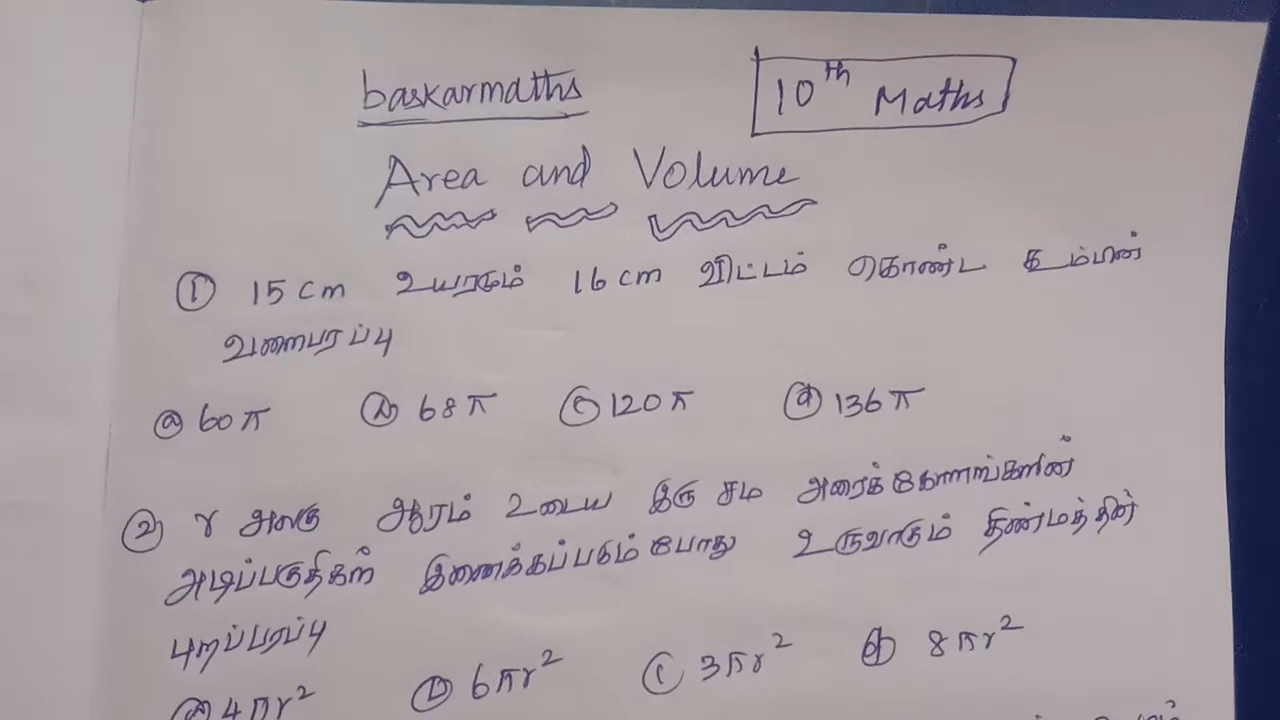 baskarmaths
10th Maths
Area and Volume
① 15 cm உயரமும் 16 cm விட்டம் கொண்ட கூம்பின்
வளைபரப்பு
ⓐ 60π ⓑ 68π ⓒ 120π ⓓ 136π
② r அலகு ஆரம் உடைய இரு சம அரைக்கோளங்களின்
அடிப்பகுதிகள் இணைக்கப்படும்போது உருவாகும் திண்மத்தின்
புறப்பரப்பு
ⓐ 4πr² ⓑ 6πr² ⓒ 3πr² ⓓ 8πr²